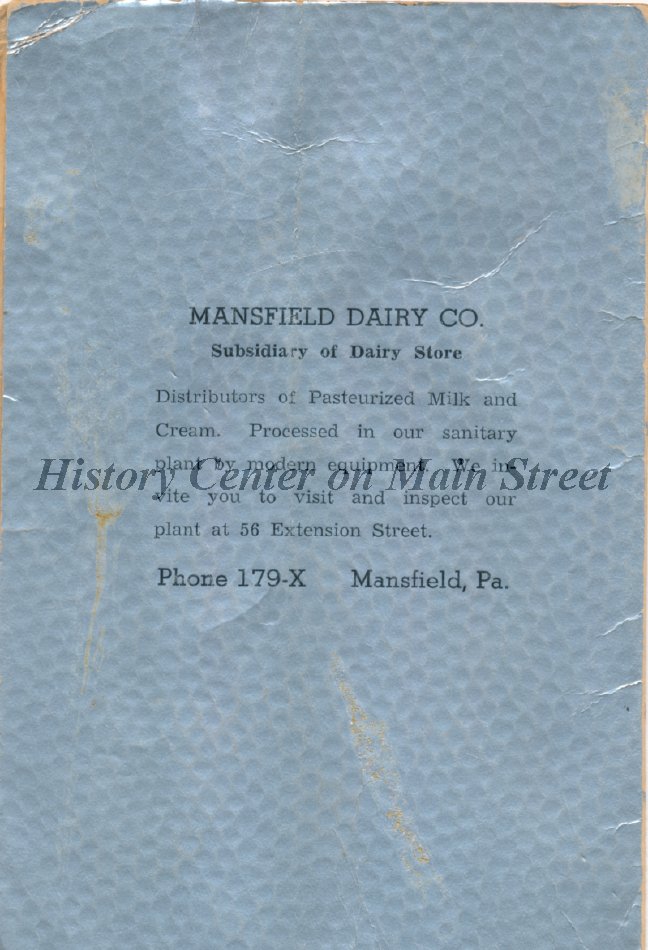 MANSFIELD DAIRY CO.
Subsidiary of Dairy Store
Distributors of Pasteurized Milk and
Cream. Processed in our sanitary
plant by modern equipment. We in-
History Center on Math Street
vite you to visit and inspect our
plant at 56 Extension Street.
Phone 179-X Mansfield, Pa.